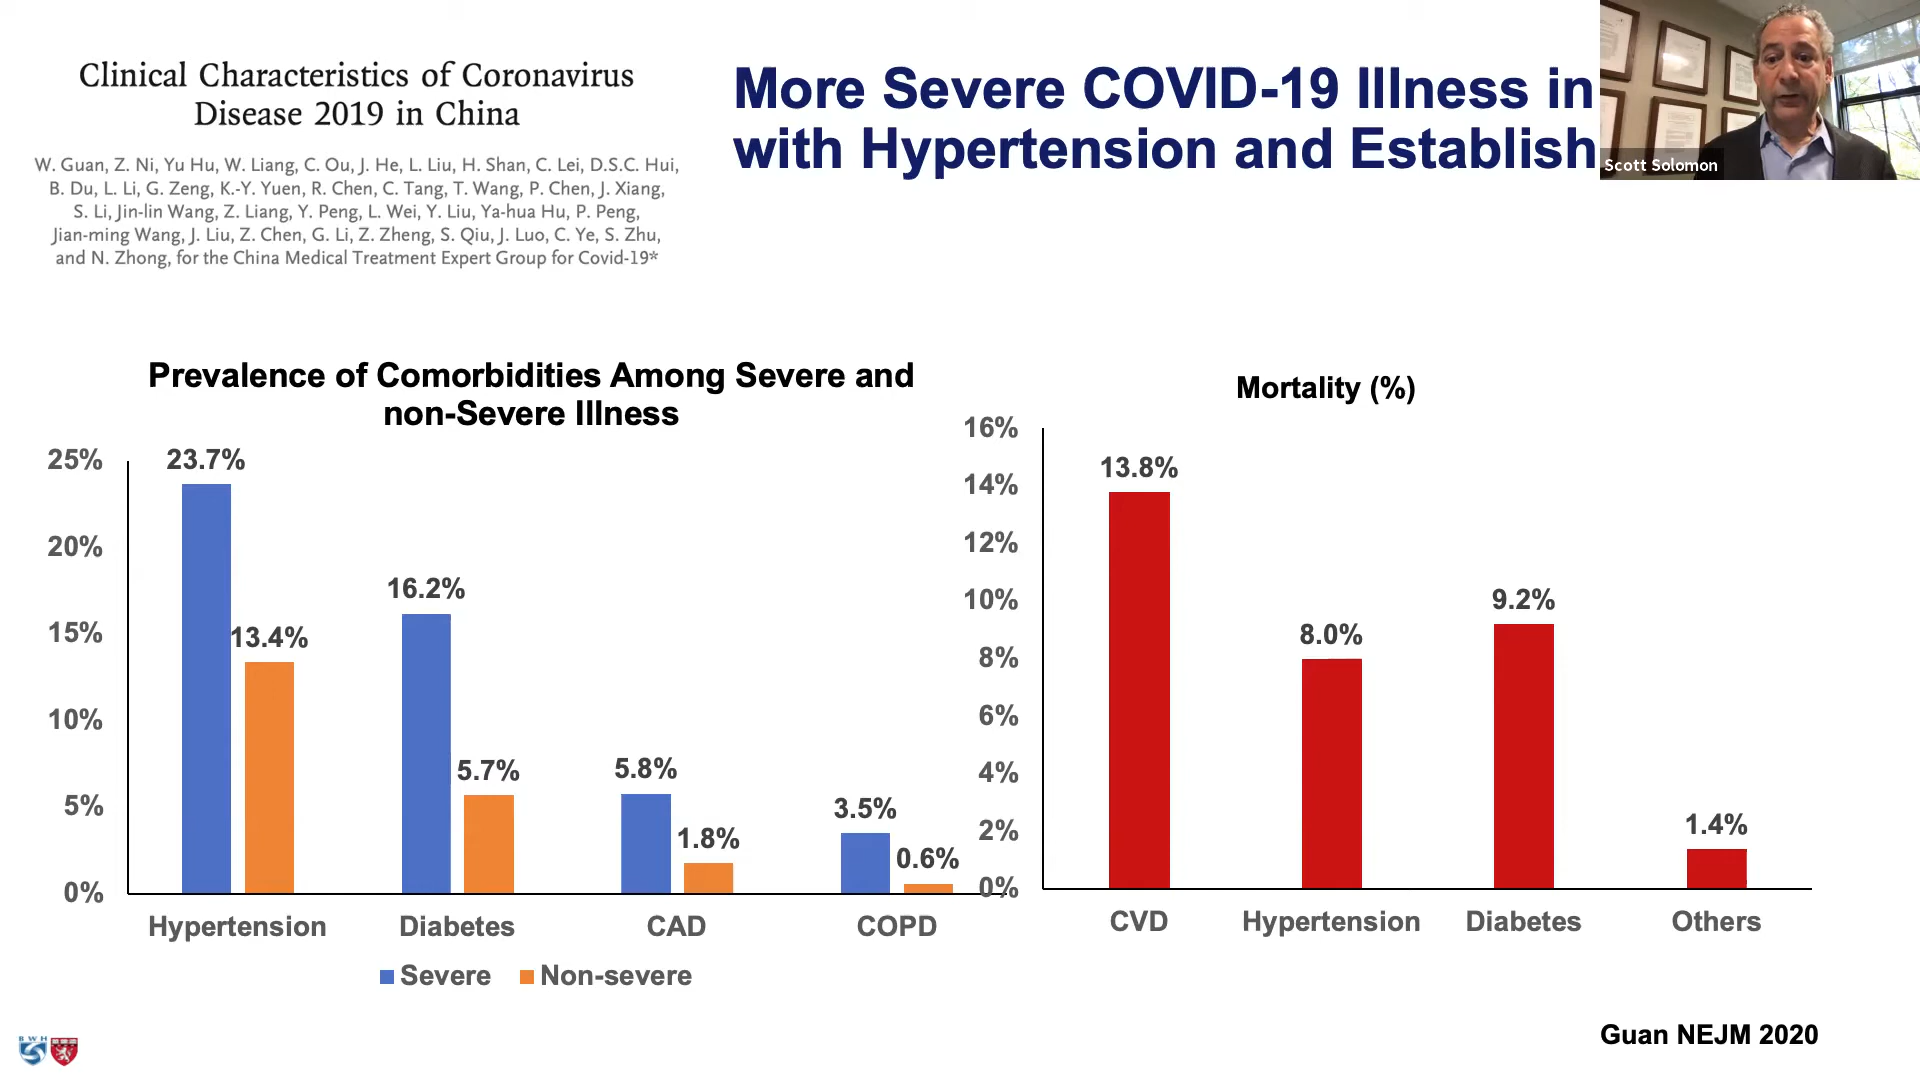 Clinical Characteristics of Coronavirus
Disease 2019 in China
W. Guan, Z. Ni, Yu Hu, W. Liang, C. Ou, J. He, L. Liu, H. Shan, C. Lei, D.S.C. Hui,
B. Du, L. Li, G. Zeng, K.-Y. Yuen, R. Chen, C. Tang, T. Wang, P. Chen, J. Xiang,
S. Li, Jin-lin Wang, Z. Liang, Y. Peng, L. Wei, Y. Liu, Ya-hua Hu, P. Peng,
Jian-ming Wang, J. Liu, Z. Chen, G. Li, Z. Zheng, S. Qiu, J. Luo, C. Ye, S. Zhu,
and N. Zhong, for the China Medical Treatment Expert Group for Covid-19*
More Severe COVID-19 Illness in
with Hypertension and Establish
Scott Solomon
Prevalence of Comorbidities Among Severe and
non-Severe Illness
25%
20%
15%
10%
5%
0%
23.7%
13.4%
16.2%
5.7%
5.8%
1.8%
3.5%
0.6%
Hypertension
Diabetes
CAD
COPD
Severe
Non-severe
Mortality (%)
16%
14%
12%
10%
8%
6%
4%
2%
0%
13.8%
8.0%
9.2%
1.4%
CVD
Hypertension
Diabetes
Others
BWH
Guan NEJM 2020